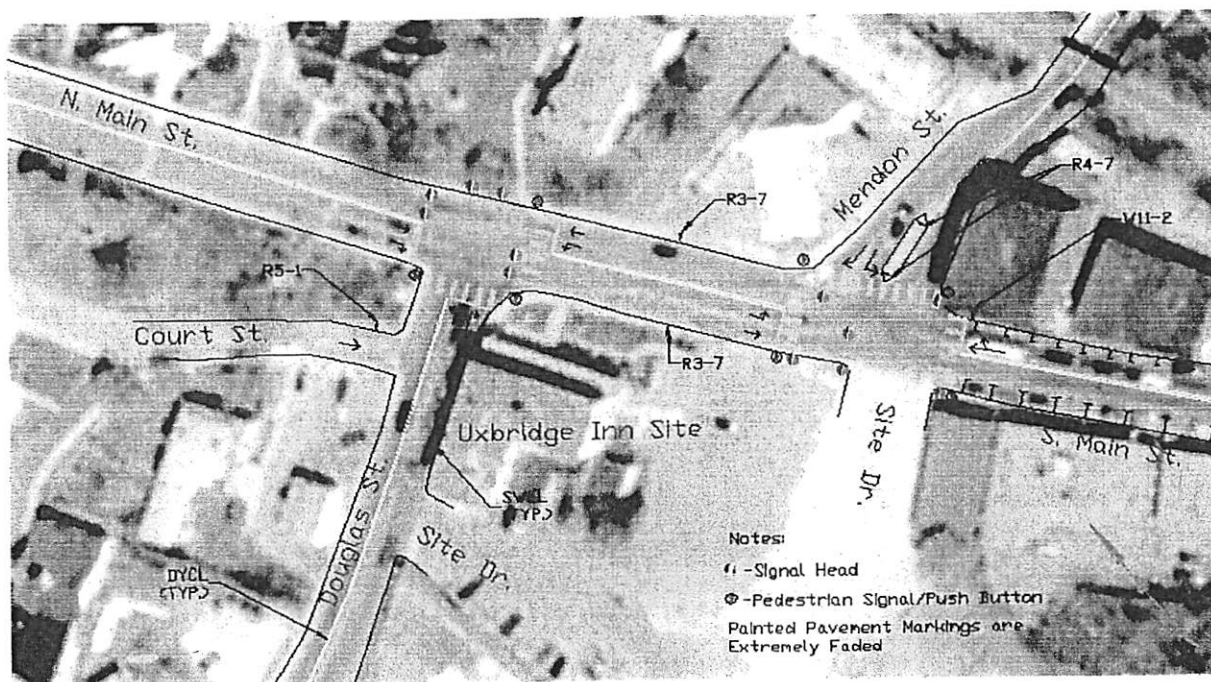 N. Main St.
Mendon St.
R4-7
R3-7
W11-2
R5-1
Court St.
R3-7
Uxbridge Inn Site
Site Dr.
S. Main St.
SWCL
(TYP.)
Site Dr.
Douglas St.
DYCL
(TYP.)
Notes:
-Signal Head
-Pedestrian Signal/Push Button
Painted Pavement Markings are
Extremely Faded